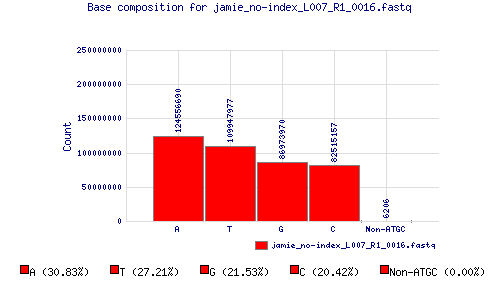 Base composition for jamie_no-index_L007_R1_0016.fastq
250000000
200000000
150000000
100000000
50000000
0
Count
124556690
109947977
86973970
82515157
6206
A T G C Non-ATGC
jamie_no-index_L007_R1_0016.fastq
A (30.83%) T (27.21%) G (21.53%) C (20.42%) Non-ATGC (0.00%)